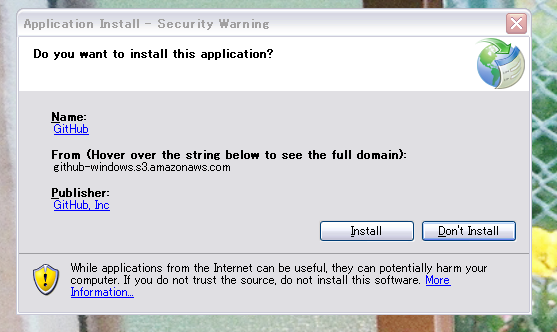 Application Install - Security Warning
Do you want to install this application?
Name:
GitHub
From (Hover over the string below to see the full domain):
github-windows.s3.amazonaws.com
Publisher:
GitHub, Inc
Install
Don't Install
While applications from the Internet can be useful, they can potentially harm your
computer. If you do not trust the source, do not install this software. More
Information...